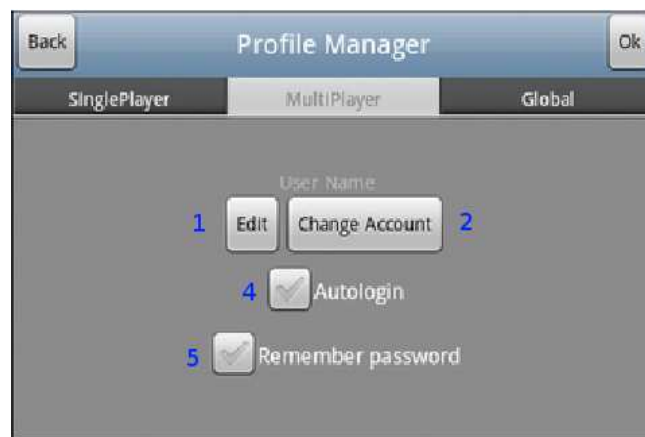 Back Profile Manager Ok
SinglePlayer MultiPlayer Global
User Name
1 Edit Change Account 2
4 Autologin
5 Remember password